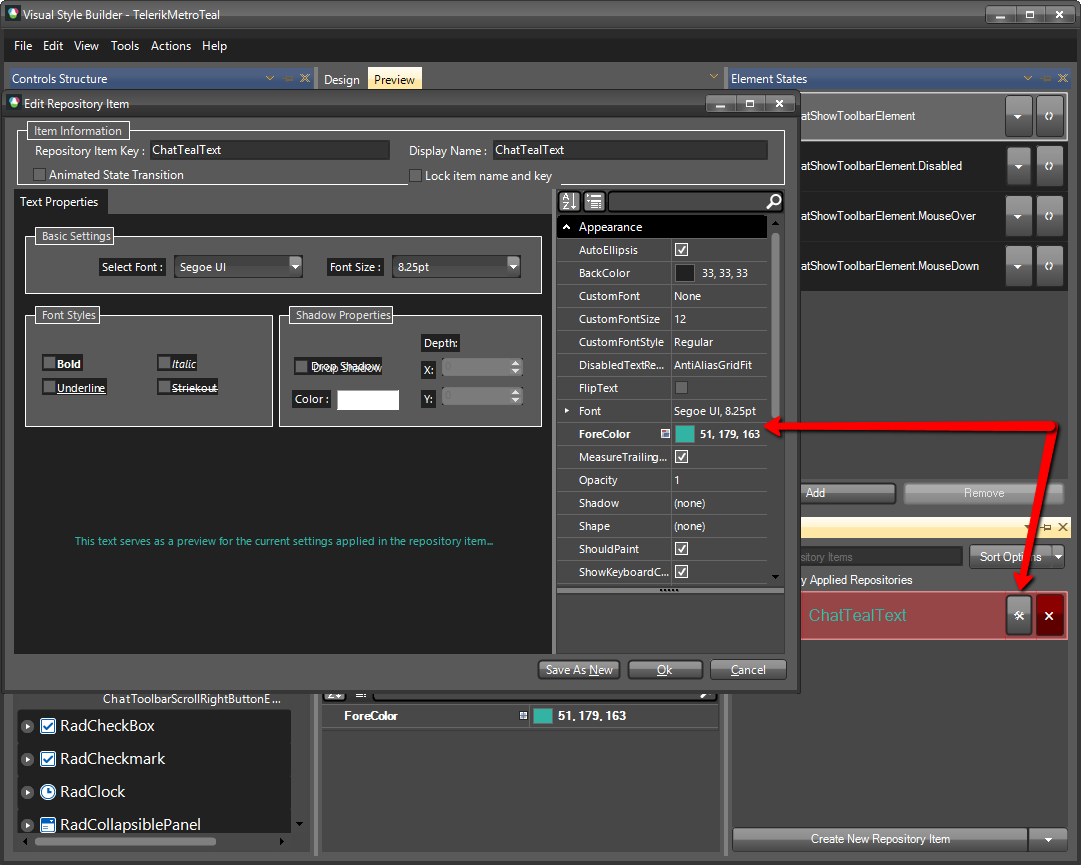 Visual Style Builder - TelerikMetroTeal
File Edit View Tools Actions Help
Controls Structure
Design Preview
Element States
Edit Repository Item
Item Information
Repository Item Key : ChatTealText
Display Name : ChatTealText
Animated State Transition
Lock item name and key
Text Properties
Basic Settings
Select Font : Segoe UI
Font Size : 8.25pt
Font Styles
Bold
Italic
Underline
Striekout
Shadow Properties
Drop Shadow
Color :
Depth:
X: 0
Y: 0
This text serves as a preview for the current settings applied in the repository item...
A
Z
Appearance
AutoEllipsis
BackColor 33, 33, 33
CustomFont None
CustomFontSize 12
CustomFontStyle Regular
DisabledTextRe... AntiAliasGridFit
FlipText
Font Segoe UI, 8.25pt
ForeColor 51, 179, 163
MeasureTrailing...
Opacity 1
Shadow (none)
Shape (none)
ShouldPaint
ShowKeyboardC...
Save As New Ok Cancel
atShowToolbarElement
atShowToolbarElement.Disabled
atShowToolbarElement.MouseOver
atShowToolbarElement.MouseDown
Add Remove
sitory Items
Sort Options
y Applied Repositories
ChatTealText
ChatToolbarScrollRightButtonE...
RadCheckBox
RadCheckmark
RadClock
RadCollapsiblePanel
ForeColor 51, 179, 163
Create New Repository Item